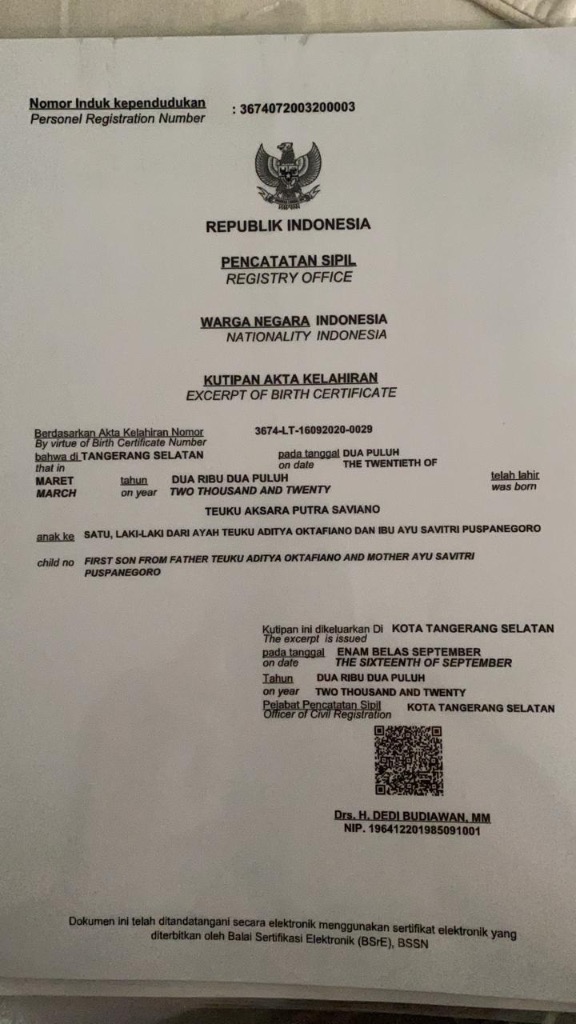 Nomor Induk kependudukan : 3674072003200003
Personel Registration Number
REPUBLIK INDONESIA
PENCATATAN SIPIL
REGISTRY OFFICE
WARGA NEGARA INDONESIA
NATIONALITY INDONESIA
KUTIPAN AKTA KELAHIRAN
EXCERPT OF BIRTH CERTIFICATE
Berdasarkan Akta Kelahiran Nomor 3674-LT-16092020-0029
By virtue of Birth Certificate Number
bahwa di TANGERANG SELATAN pada tanggal DUA PULUH
that in on date THE TWENTIETH OF
MARET tahun DUA RIBU DUA PULUH telah lahir
MARCH on year TWO THOUSAND AND TWENTY was born
TEUKU AKSARA PUTRA SAVIANO
anak ke SATU, LAKI-LAKI DARI AYAH TEUKU ADITYA OKTAFIANO DAN IBU AYU SAVITRI PUSPANEGORO
child no FIRST SON FROM FATHER TEUKU ADITYA OKTAFIANO AND MOTHER AYU SAVITRI
PUSPANEGORO
Kutipan ini dikeluarkan Di KOTA TANGERANG SELATAN
The excerpt is issued
pada tanggal ENAM BELAS SEPTEMBER
on date THE SIXTEENTH OF SEPTEMBER
Tahun DUA RIBU DUA PULUH
on year TWO THOUSAND AND TWENTY
Pejabat Pencatatan Sipil KOTA TANGERANG SELATAN
Officer of Civil Registration
Drs. H. DEDI BUDIAWAN, MM
NIP. 196412201985091001
Dokumen ini telah ditandatangani secara elektronik menggunakan sertifikat elektronik yang
diterbitkan oleh Balai Sertifikasi Elektronik (BSrE), BSSN